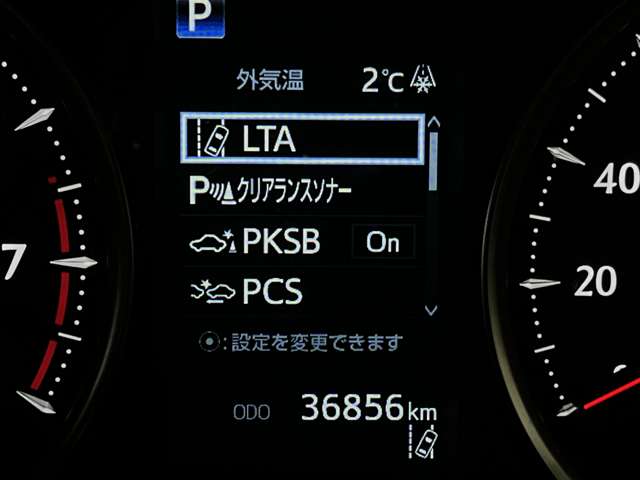 P
外気温 2℃
LTA
Pクリアランスソナー
PKSB On
PCS
:設定を変更できます
ODO 36856km
7
40
20